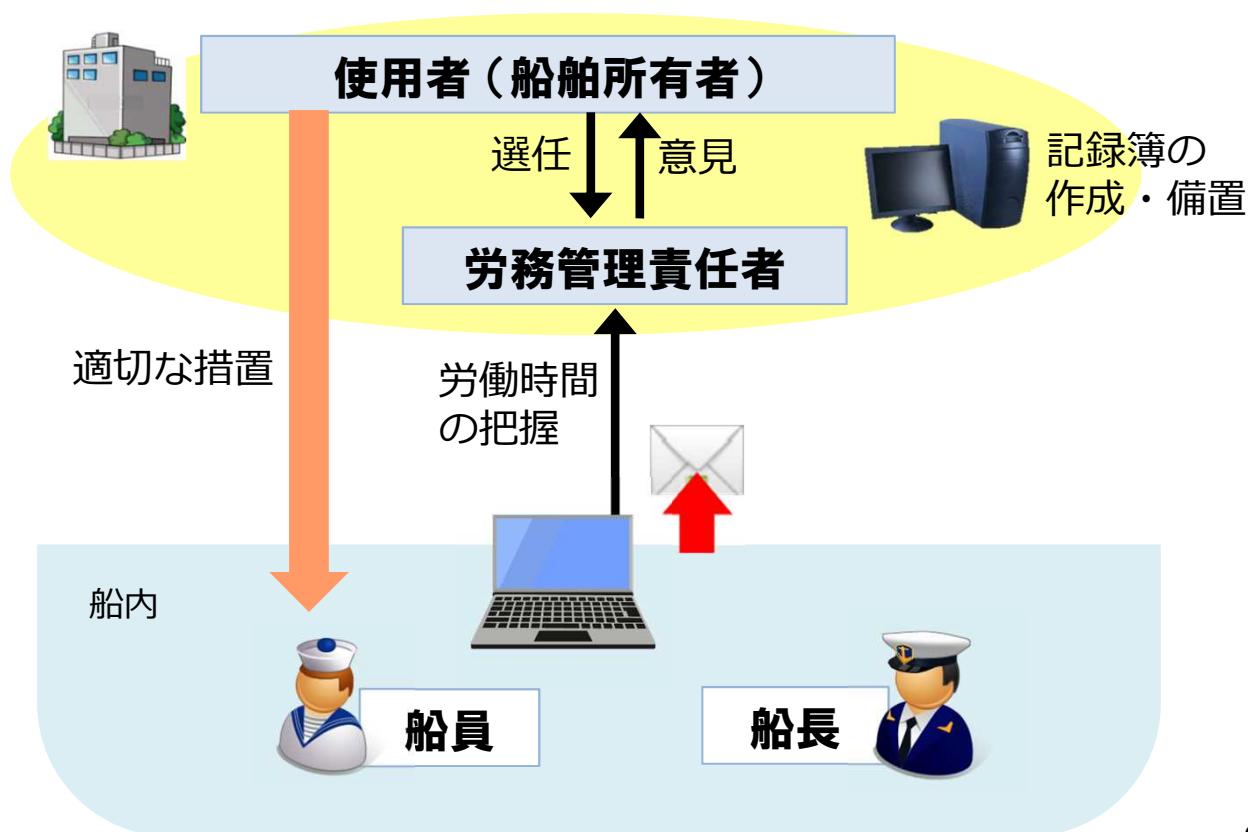 使用者（船舶所有者）
選任
意見
記録簿の
作成・備置
労務管理責任者
適切な措置
労働時間
の把握
船内
船員
船長